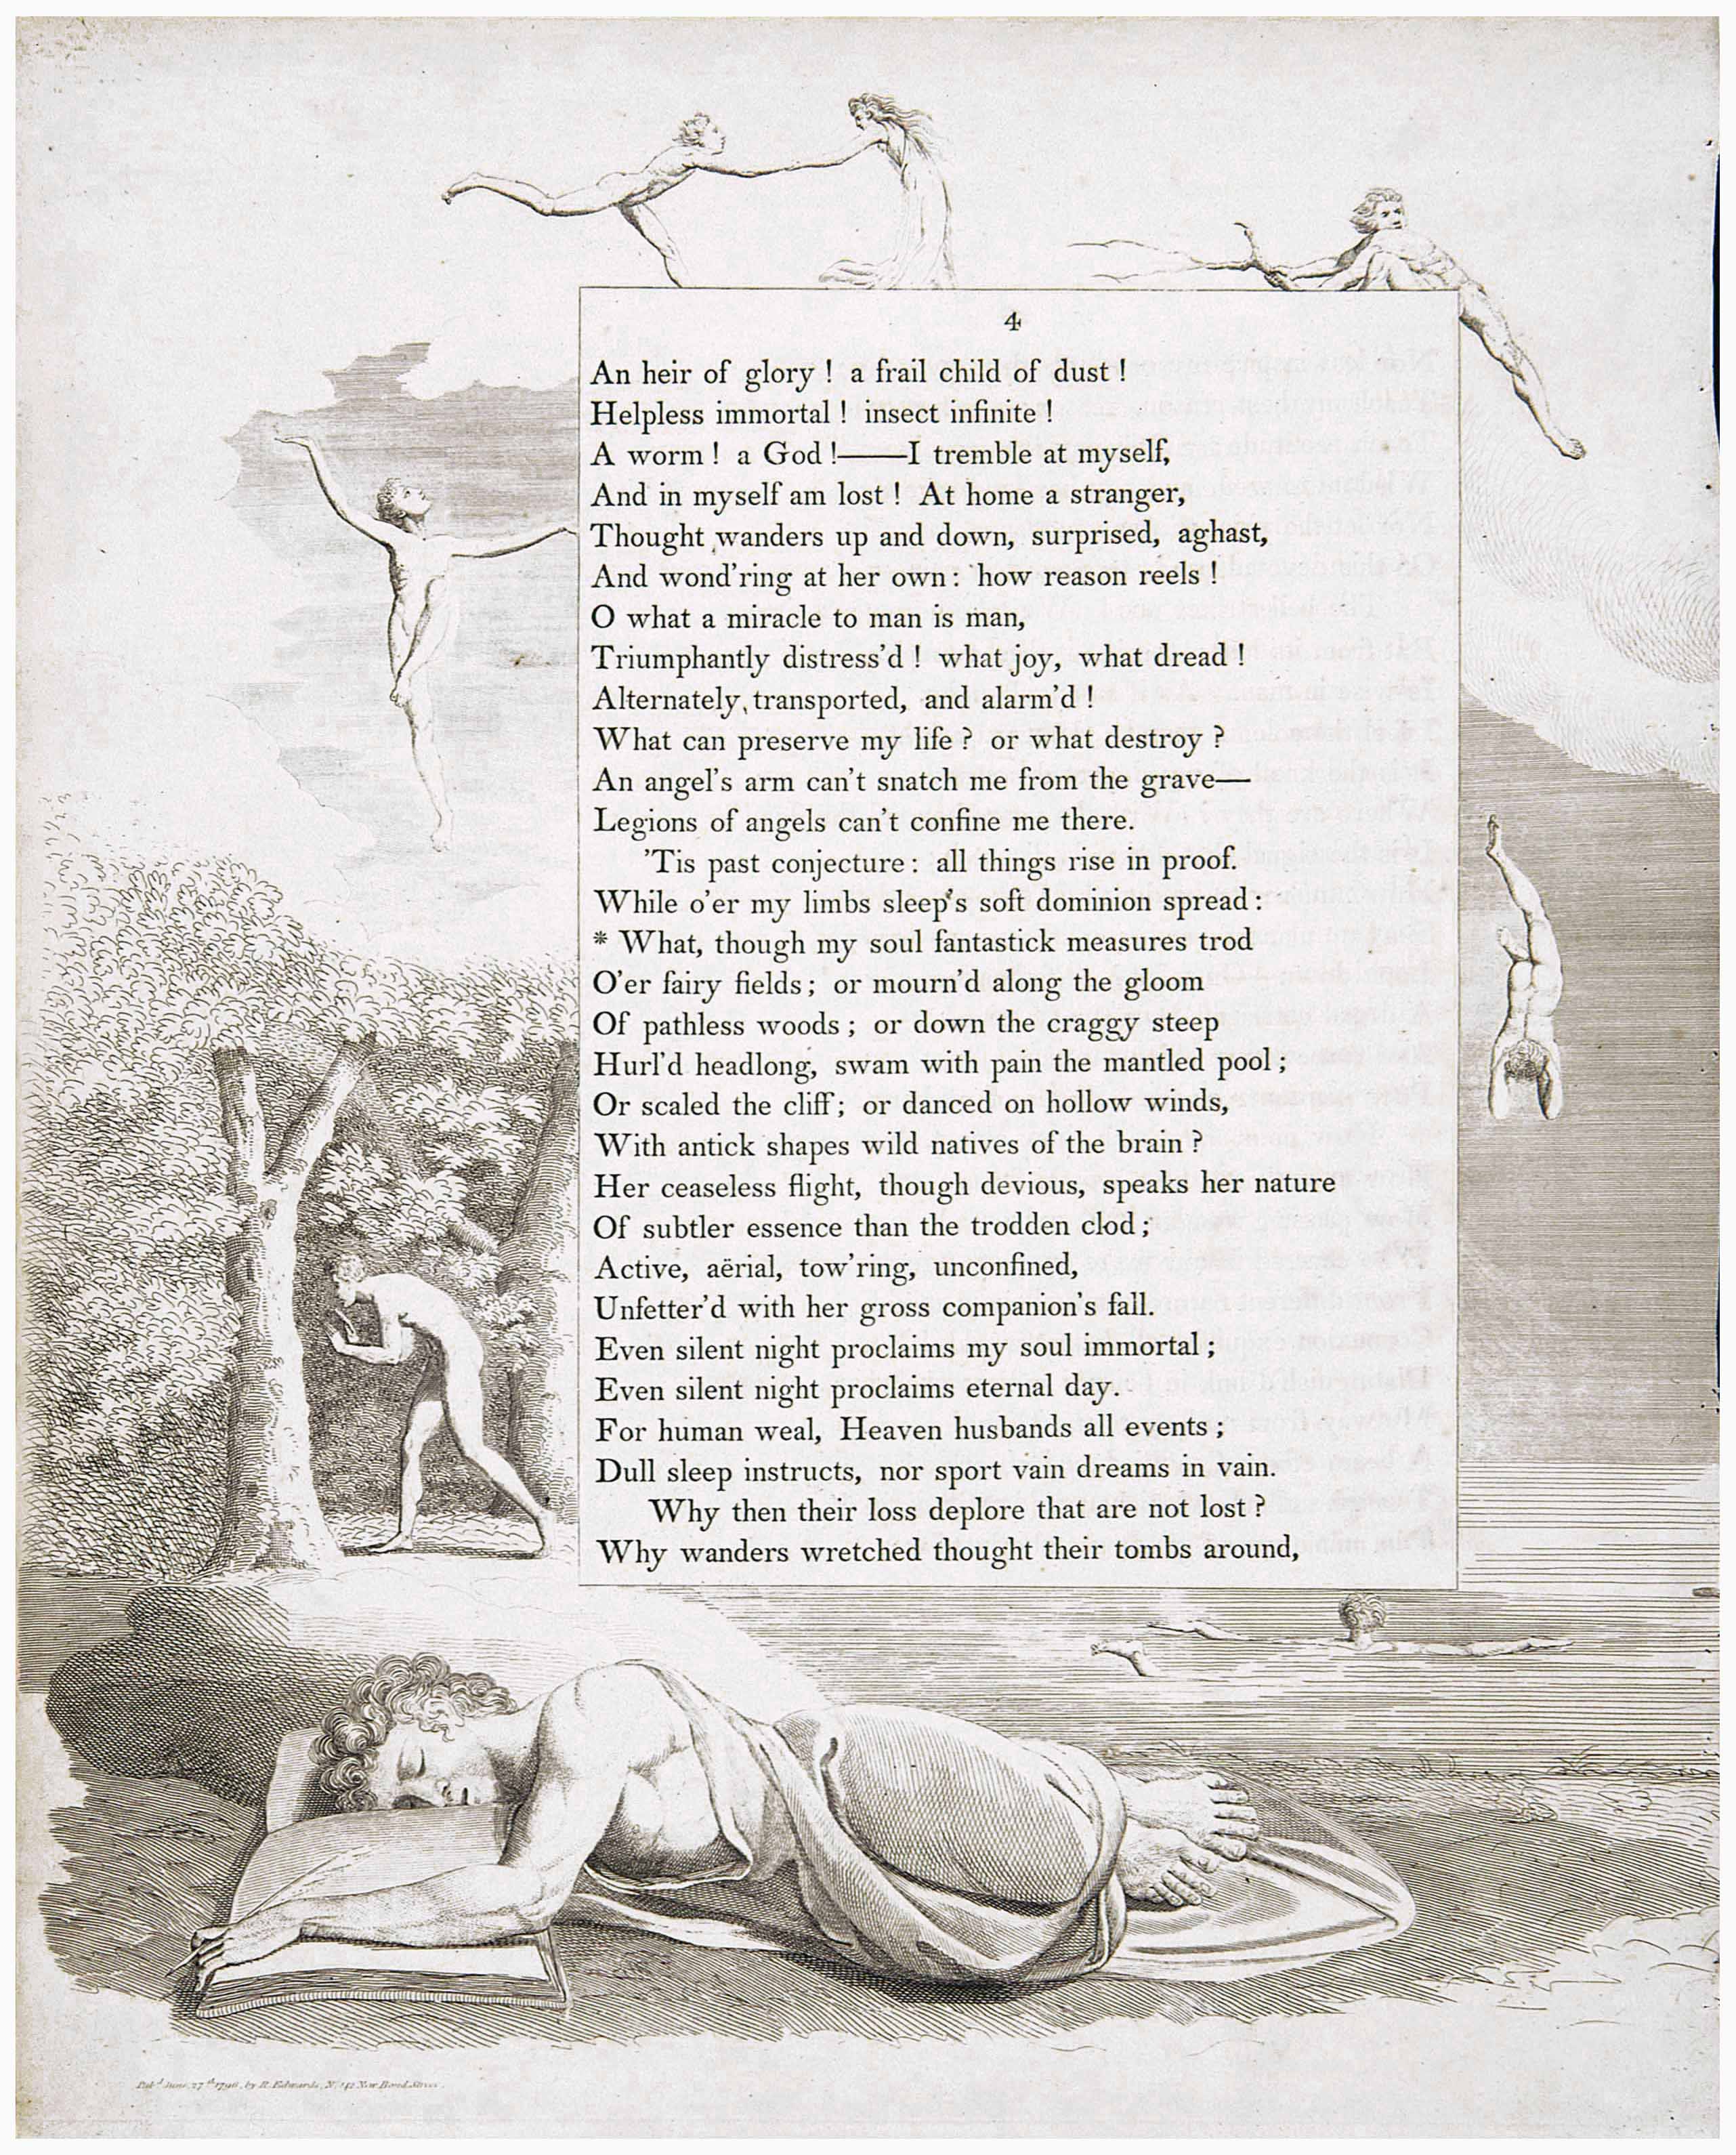 4
An heir of glory ! a frail child of dust !
Helpless immortal ! insect infinite !
A worm ! a God !——I tremble at myself,
And in myself am lost ! At home a stranger,
Thought wanders up and down, surprised, aghast,
And wond'ring at her own : how reason reels !
O what a miracle to man is man,
Triumphantly distress'd ! what joy, what dread !
Alternately, transported, and alarm'd !
What can preserve my life ? or what destroy ?
An angel's arm can't snatch me from the grave—
Legions of angels can't confine me there.
'Tis past conjecture : all things rise in proof.
While o'er my limbs sleep's soft dominion spread :
* What, though my soul fantastick measures trod
O'er fairy fields ; or mourn'd along the gloom
Of pathless woods ; or down the craggy steep
Hurl'd headlong, swam with pain the mantled pool ;
Or scaled the cliff ; or danced on hollow winds,
With antick shapes wild natives of the brain ?
Her ceaseless flight, though devious, speaks her nature
Of subtler essence than the trodden clod ;
Active, aërial, tow'ring, unconfined,
Unfetter'd with her gross companion's fall.
Even silent night proclaims my soul immortal ;
Even silent night proclaims eternal day.
For human weal, Heaven husbands all events ;
Dull sleep instructs, nor sport vain dreams in vain.
Why then their loss deplore that are not lost ?
Why wanders wretched thought their tombs around,
Pubd. June 27th 1796, by R. Edwards, No. 142 New Bond Street.